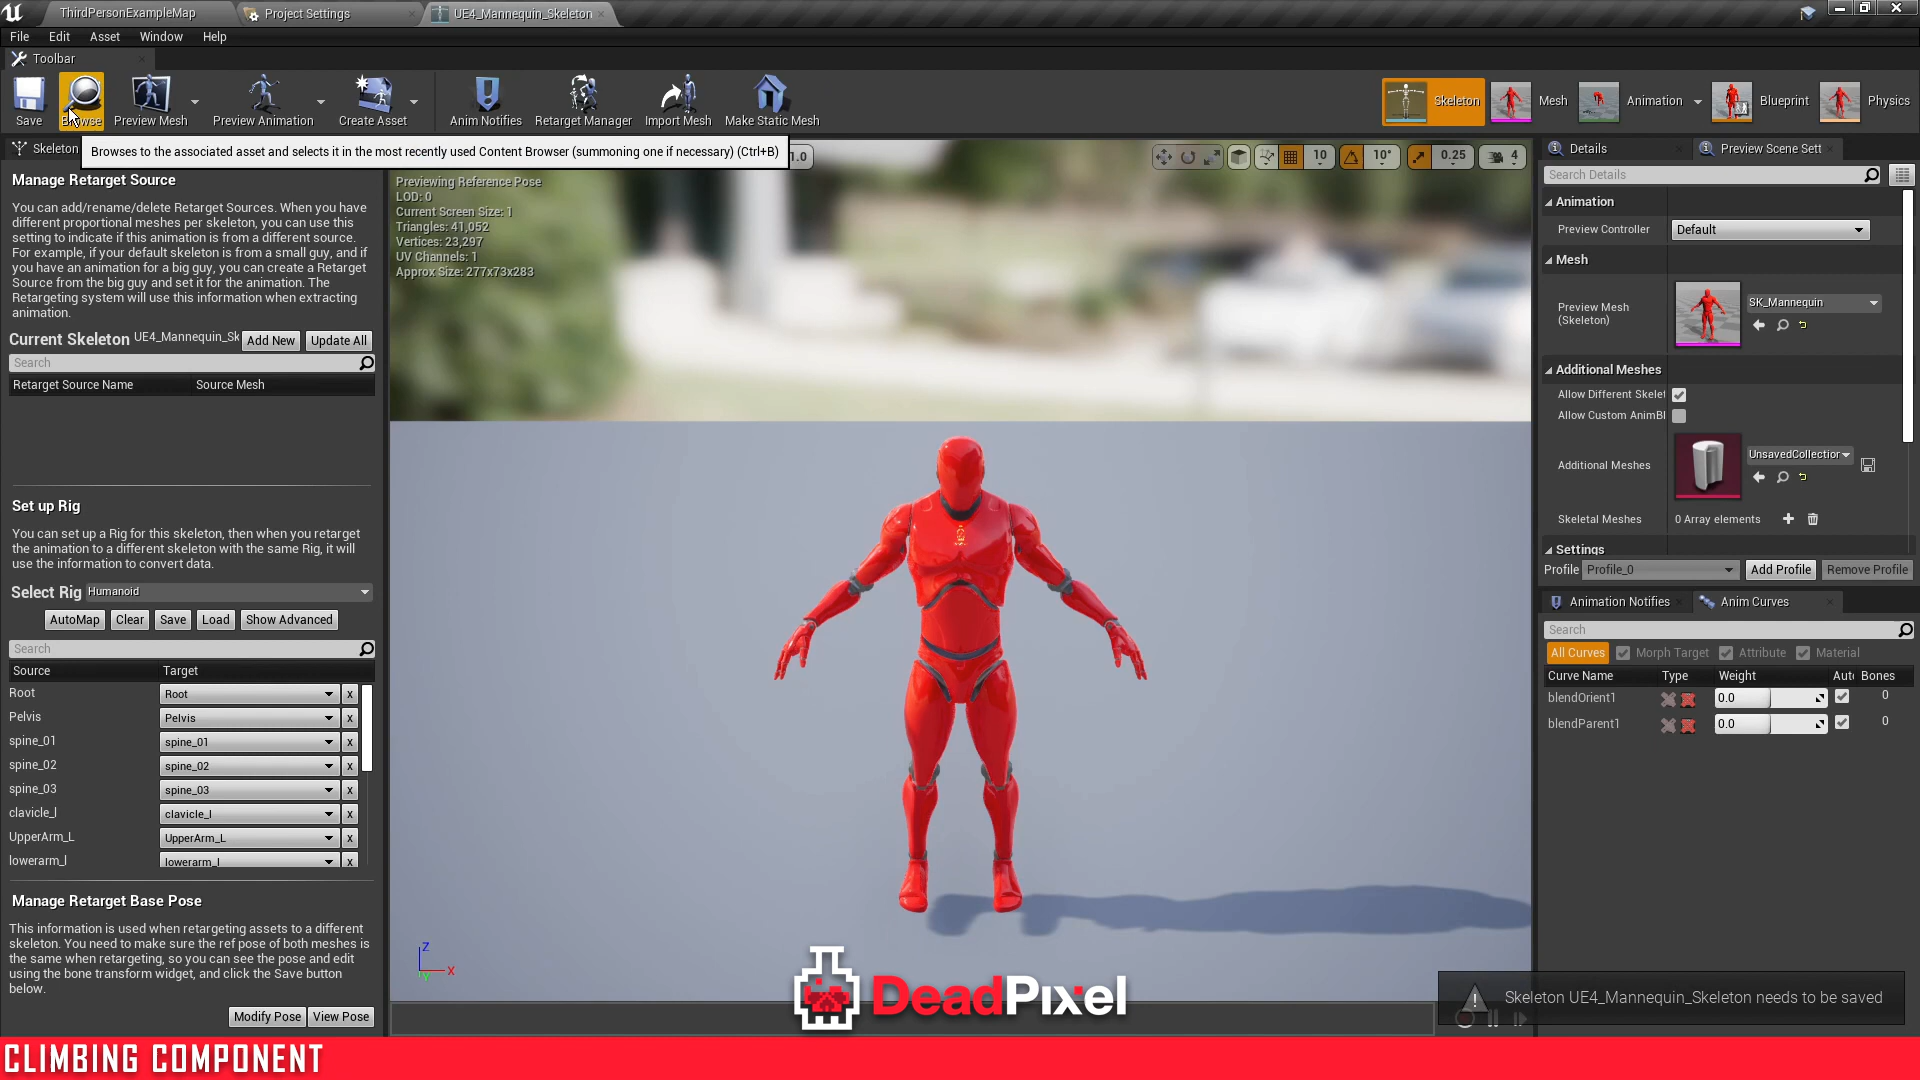 ThirdPersonExampleMap
Project Settings
UE4_Mannequin_Skeleton
File Edit Asset Window Help
Toolbar
Save
Browse
Preview Mesh
Preview Animation
Create Asset
Anim Notifies
Retarget Manager
Import Mesh
Make Static Mesh
Skeleton
Mesh
Animation
Blueprint
Physics
Skeleton
Browses to the associated asset and selects it in the most recently used Content Browser (summoning one if necessary) (Ctrl+B)
1.0
10
10°
0.25
4
Manage Retarget Source
You can add/rename/delete Retarget Sources. When you have
different proportional meshes per skeleton, you can use this
setting to indicate if this animation is from a different source.
For example, if your default skeleton is from a small guy, and if
you have an animation for a big guy, you can create a Retarget
Source from the big guy and set it for the animation. The
Retargeting system will use this information when extracting
animation.
Current Skeleton UE4_Mannequin_Sk Add New Update All
Search
Retarget Source Name Source Mesh
Set up Rig
You can set up a Rig for this skeleton, then when you retarget
the animation to a different skeleton with the same Rig, it will
use the information to convert data.
Select Rig Humanoid
AutoMap Clear Save Load Show Advanced
Search
Source Target
Root Root x
Pelvis Pelvis x
spine_01 spine_01 x
spine_02 spine_02 x
spine_03 spine_03 x
clavicle_l clavicle_l x
UpperArm_L UpperArm_L x
lowerarm_l lowerarm_l x
Manage Retarget Base Pose
This information is used when retargeting assets to a different
skeleton. You need to make sure the ref pose of both meshes is
the same when retargeting, so you can see the pose and edit
using the bone transform widget, and click the Save button
below.
Modify Pose View Pose
Previewing Reference Pose
LOD: 0
Current Screen Size: 1
Triangles: 41,052
Vertices: 23,297
UV Channels: 1
Approx Size: 277x73x283
Z
X
Y
Details
Preview Scene Sett
Search Details
Animation
Preview Controller Default
Mesh
Preview Mesh
(Skeleton)
SK_Mannequin
Additional Meshes
Allow Different Skelet
Allow Custom AnimBl
Additional Meshes
UnsavedCollection
Skeletal Meshes 0 Array elements
Settings
Profile Profile_0 Add Profile Remove Profile
Animation Notifies
Anim Curves
Search
All Curves Morph Target Attribute Material
Curve Name Type Weight Auto Bones
blendOrient1 0.0 0
blendParent1 0.0 0
Skeleton UE4_Mannequin_Skeleton needs to be saved
DeadPixel
CLIMBING COMPONENT